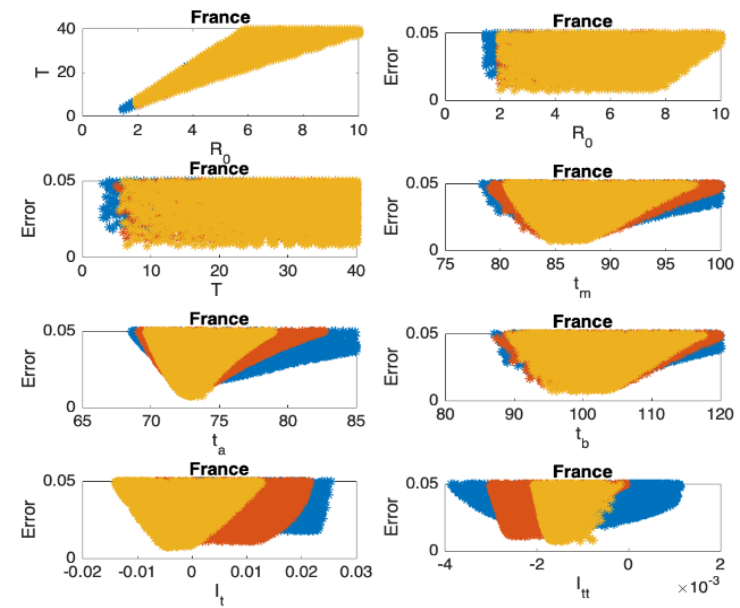 France
France
40
20
0
T
0 2 4 6 8 10
R0
0.05
0
Error
0 2 4 6 8 10
R0
France
France
0.05
0
Error
0 10 20 30 40
T
0.05
0
Error
75 80 85 90 95 100
tm
France
France
0.05
0
Error
65 70 75 80 85
ta
0.05
0
Error
80 90 100 110 120
tb
France
France
0.05
0
Error
-0.02 -0.01 0 0.01 0.02 0.03
It
0.05
0
Error
-4 -2 0 2
×10-3
Itt